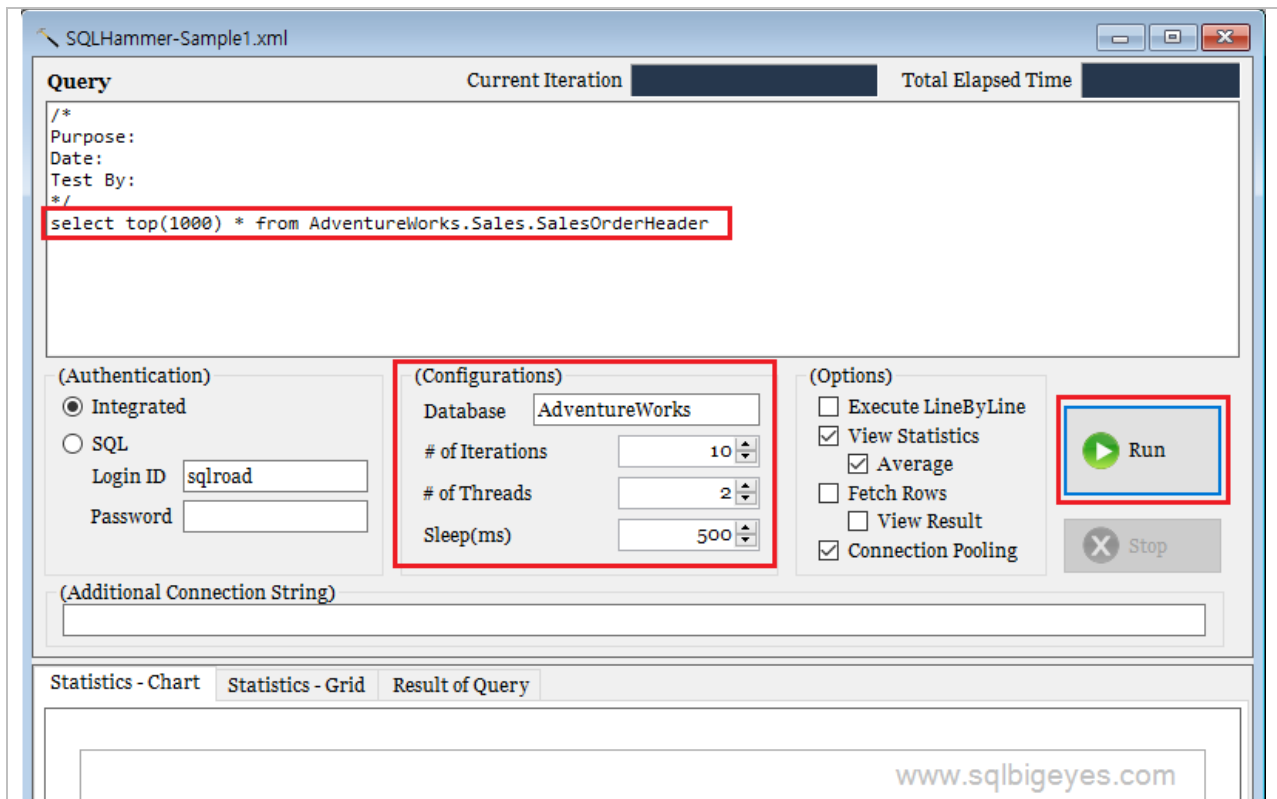 SQLHammer-Sample1.xml
Query Current Iteration Total Elapsed Time
/*
Purpose:
Date:
Test By:
*/
select top(1000) * from AdventureWorks.Sales.SalesOrderHeader
(Authentication)
Integrated
SQL
Login ID sqlroad
Password
(Configurations)
Database AdventureWorks
# of Iterations 10
# of Threads 2
Sleep(ms) 500
(Options)
Execute LineByLine
View Statistics
Average
Fetch Rows
View Result
Connection Pooling
Run
Stop
(Additional Connection String)
Statistics - Chart Statistics - Grid Result of Query
www.sqlbigeyes.com